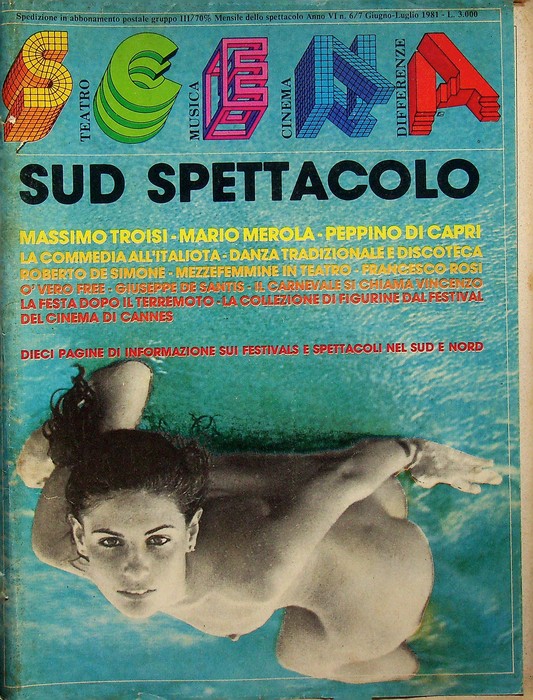 Spedizione in abbonamento postale gruppo III/70% Mensile dello spettacolo Anno VI n. 6/7 Giugno-Luglio 1981 - L. 3.000
SCENA
TEATRO
MUSICA
CINEMA
DIFFERENZE
SUD SPETTACOLO
MASSIMO TROISI - MARIO MEROLA - PEPPINO DI CAPRI
LA COMMEDIA ALL'ITALIOTA - DANZA TRADIZIONALE E DISCOTECA
ROBERTO DE SIMONE - MEZZEFEMMINE IN TEATRO - FRANCESCO ROSI
O' VERO FREE - GIUSEPPE DE SANTIS - IL CARNEVALE SI CHIAMA VINCENZO
LA FESTA DOPO IL TERREMOTO - LA COLLEZIONE DI FIGURINE DAL FESTIVAL
DEL CINEMA DI CANNES
DIECI PAGINE DI INFORMAZIONE SUI FESTIVALS E SPETTACOLI NEL SUD E NORD